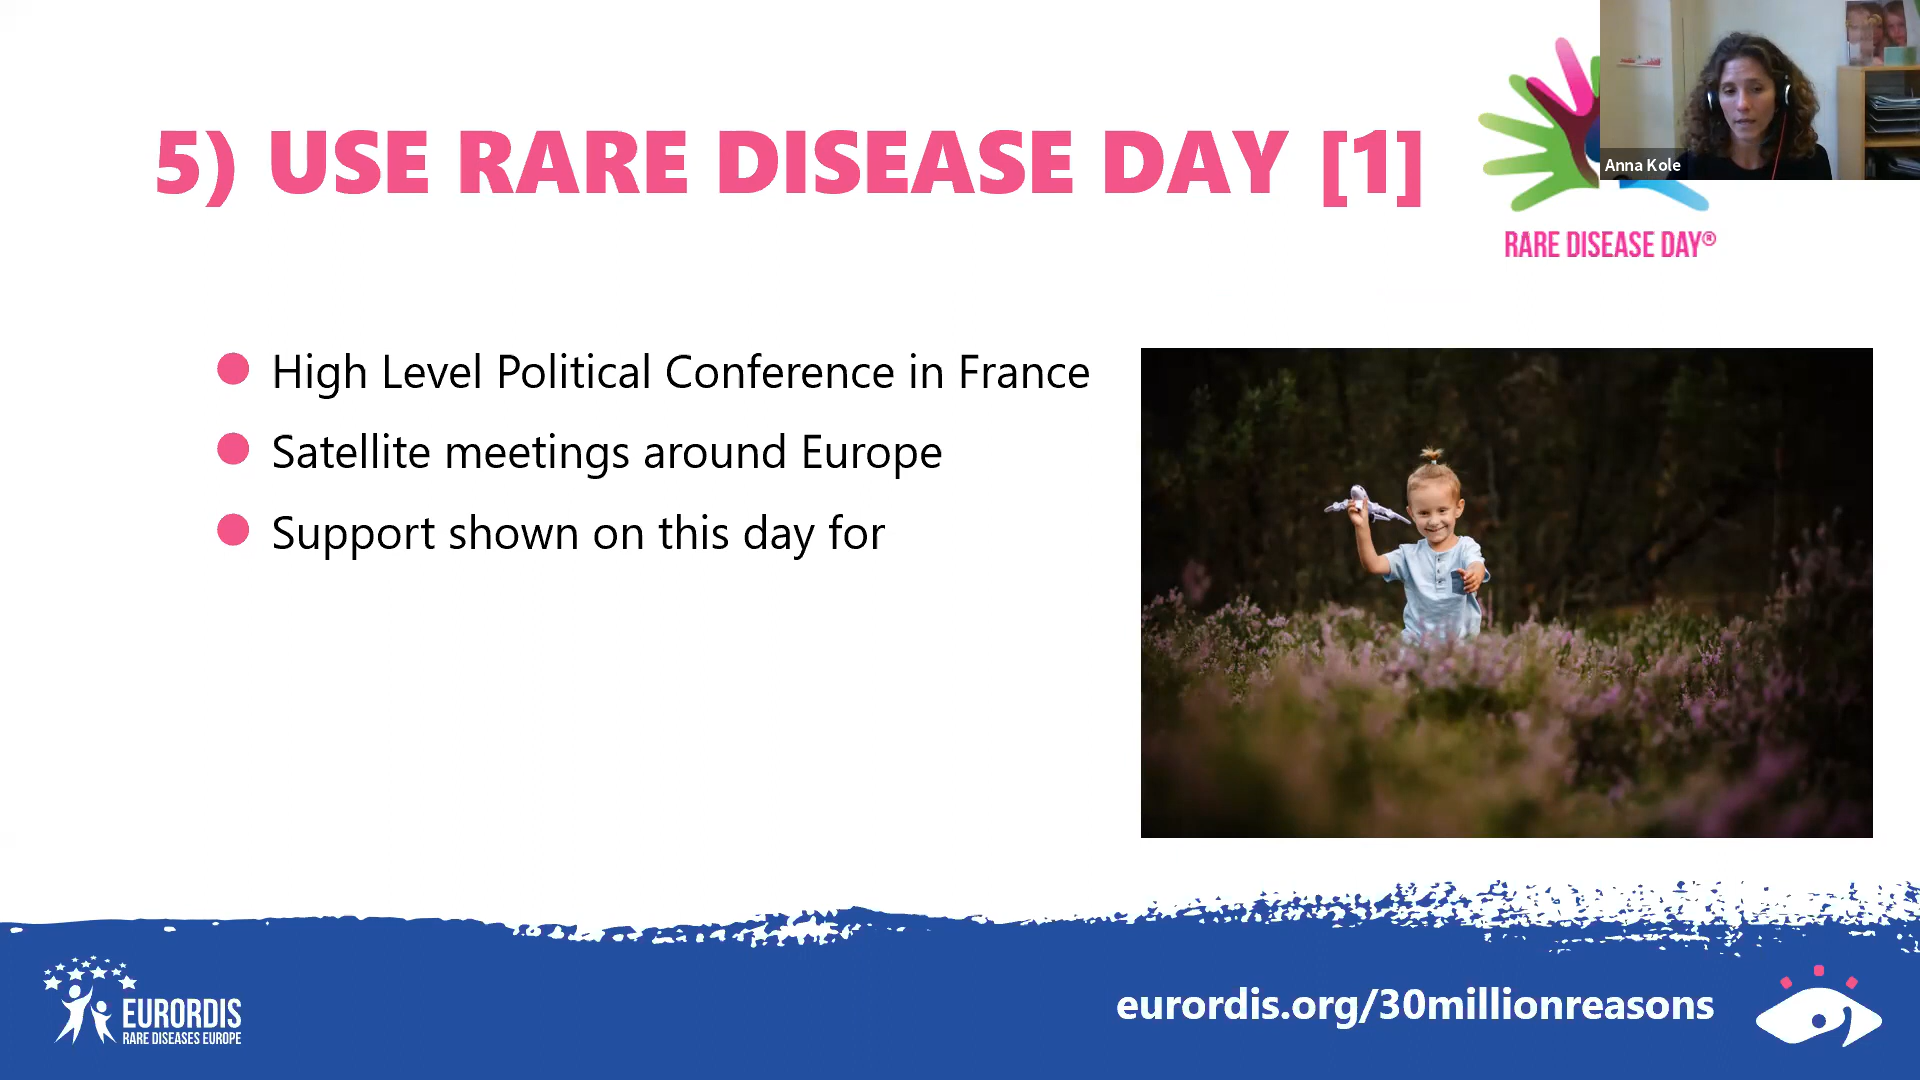 5) USE RARE DISEASE DAY [1]
Anna Kole
RARE DISEASE DAY®
High Level Political Conference in France
Satellite meetings around Europe
Support shown on this day for
EURORDIS
RARE DISEASES EUROPE
eurordis.org/30millionreasons